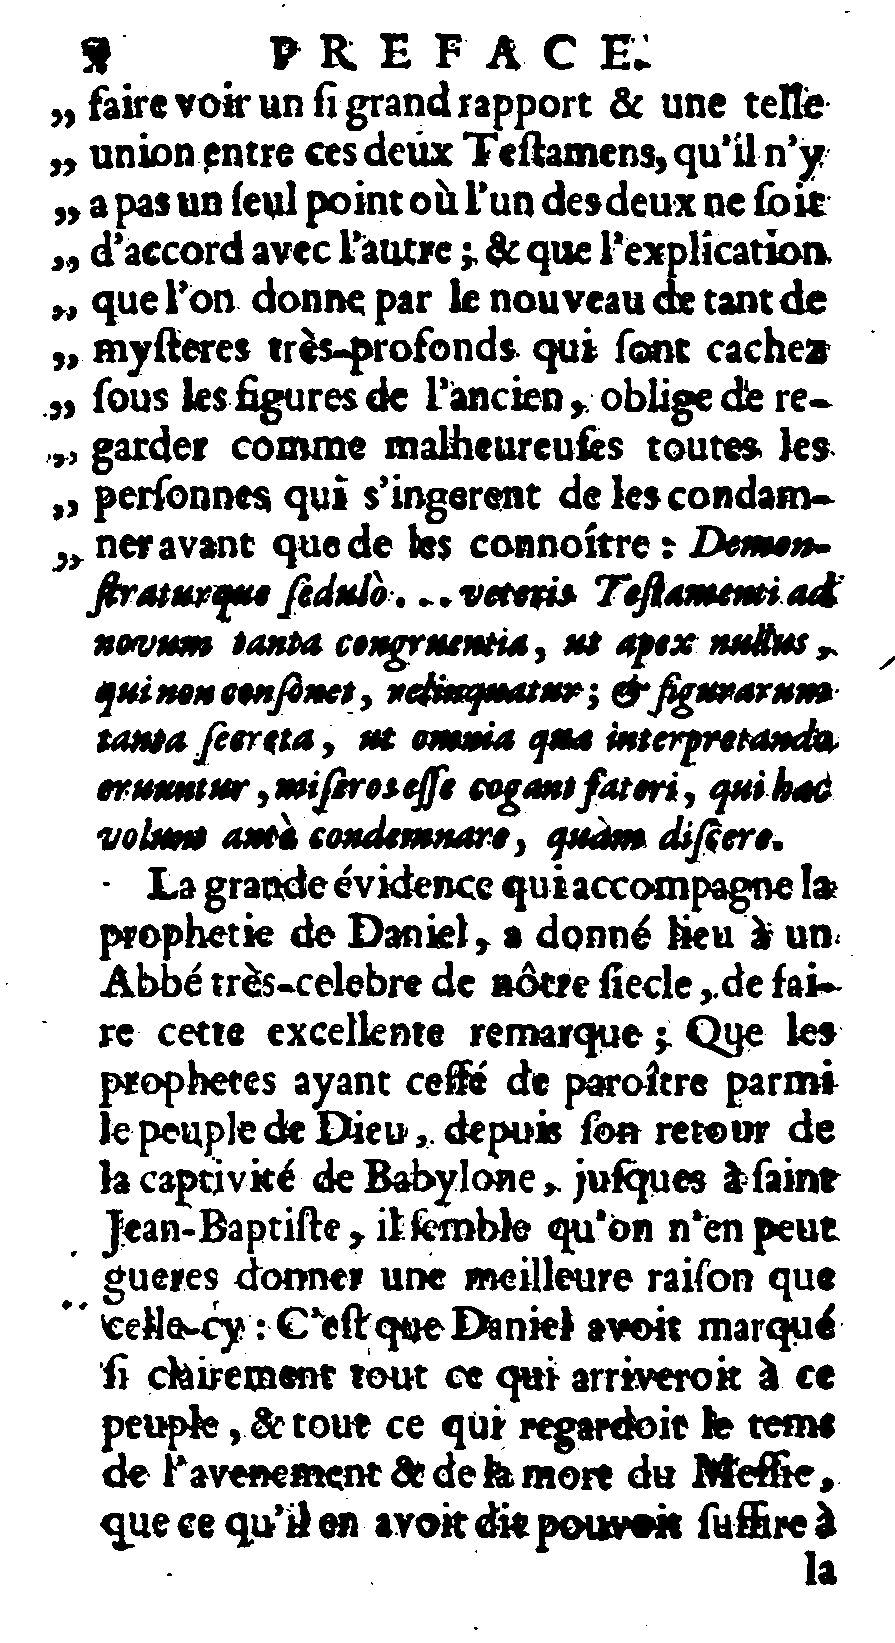 PREFACE.
„ faire voir un ſi grand rapport & une telle
„ union entre ces deux Teſtamens, qu'il n'y
„ a pas un ſeul point où l'un des deux ne ſoit
„ d'accord avec l'autre ; & que l'explication
„ que l'on donne par le nouveau de tant de
„ myſteres très-profonds qui ſont cachez
„ ſous les figures de l'ancien, oblige de re-
„ garder comme malheureuſes toutes les
„ perſonnes qui s'ingerent de les condam-
„ ner avant que de les connoître : Demon-
ſtraturque ſedulò... veteris Teſtamenti ad
novum tanta congruentia, ut apex nullus,
qui non conſonet, relinquatur ; & figurarum
tanta ſecreta, ut omnia quæ interpretando
eruuntur, miſeros eſſe cogant fateri, qui hæc
volunt antè condemnare, quàm diſcere.
La grande évidence qui accompagne la
prophetie de Daniel, a donné lieu à un
Abbé très-celebre de nôtre ſiecle, de fai-
re cette excellente remarque ; Que les
prophetes ayant ceſſé de paroître parmi
le peuple de Dieu, depuis ſon retour de
la captivité de Babylone, juſques à ſaint
Jean-Baptiſte, il ſemble qu'on n'en peut
gueres donner une meilleure raiſon que
celle-cy : C'eſt que Daniel avoit marqué
ſi clairement tout ce qui arriveroit à ce
peuple, & tout ce qui regardoit le tems
de l'avenement & de la mort du Meſſie,
que ce qu'il en avoit dit pouvoit ſuffire à
la